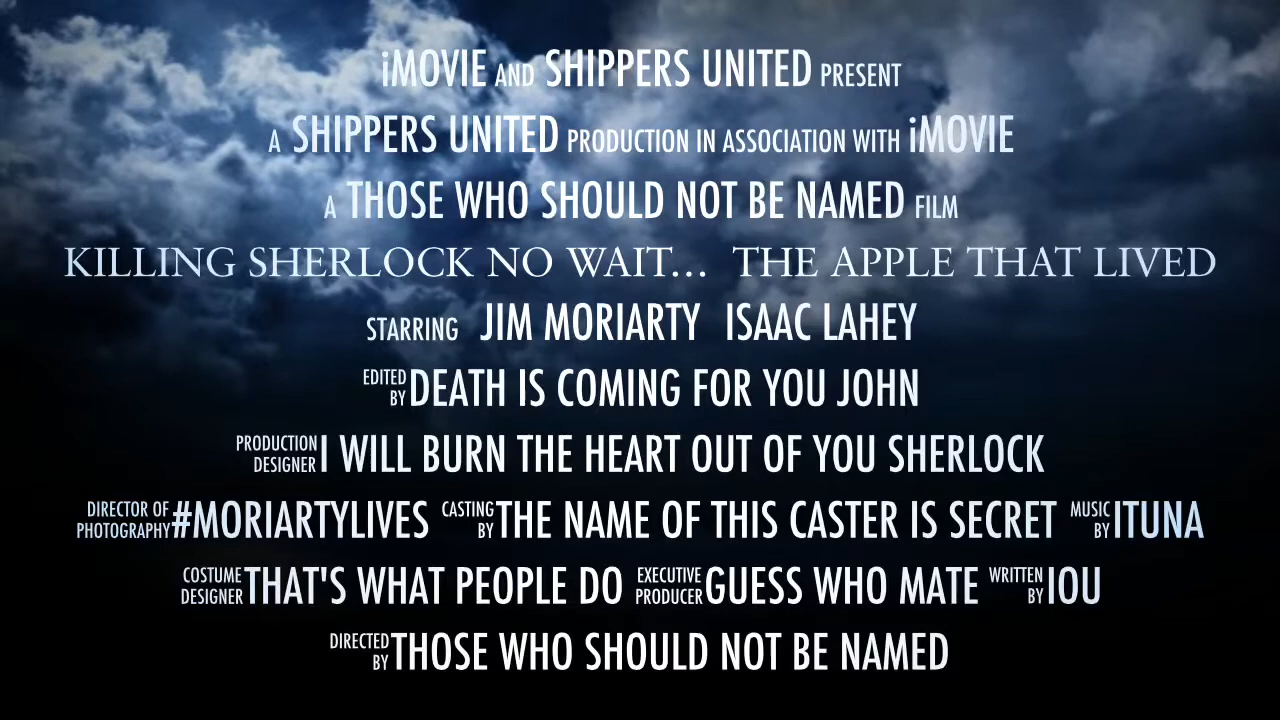 iMOVIE AND SHIPPERS UNITED PRESENT
A SHIPPERS UNITED PRODUCTION IN ASSOCIATION WITH iMOVIE
A THOSE WHO SHOULD NOT BE NAMED FILM
KILLING SHERLOCK NO WAIT... THE APPLE THAT LIVED
STARRING JIM MORIARTY ISAAC LAHEY
EDITED BY DEATH IS COMING FOR YOU JOHN
PRODUCTION DESIGNER I WILL BURN THE HEART OUT OF YOU SHERLOCK
DIRECTOR OF PHOTOGRAPHY #MORIARTYLIVES CASTING BY THE NAME OF THIS CASTER IS SECRET MUSIC BY ITUNA
COSTUME DESIGNER THAT'S WHAT PEOPLE DO EXECUTIVE PRODUCER GUESS WHO MATE WRITTEN BY IOU
DIRECTED BY THOSE WHO SHOULD NOT BE NAMED